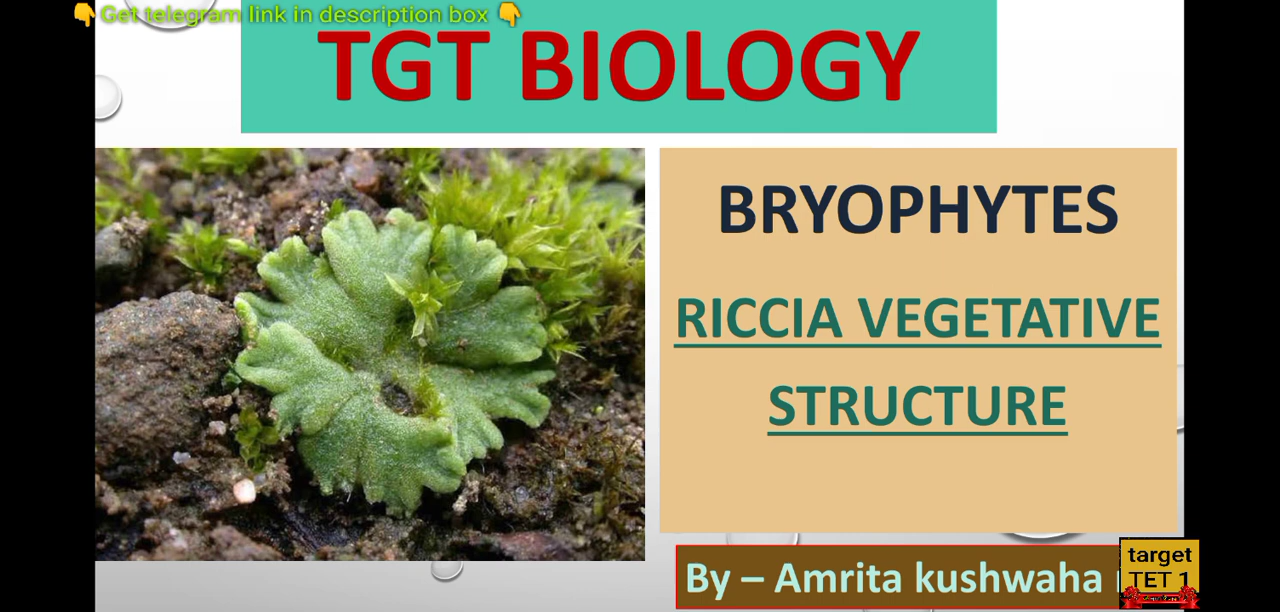 👇 Get telegram link in description box 👇
TGT BIOLOGY
BRYOPHYTES
RICCIA VEGETATIVE
STRUCTURE
By – Amrita kushwaha
target
TET 1